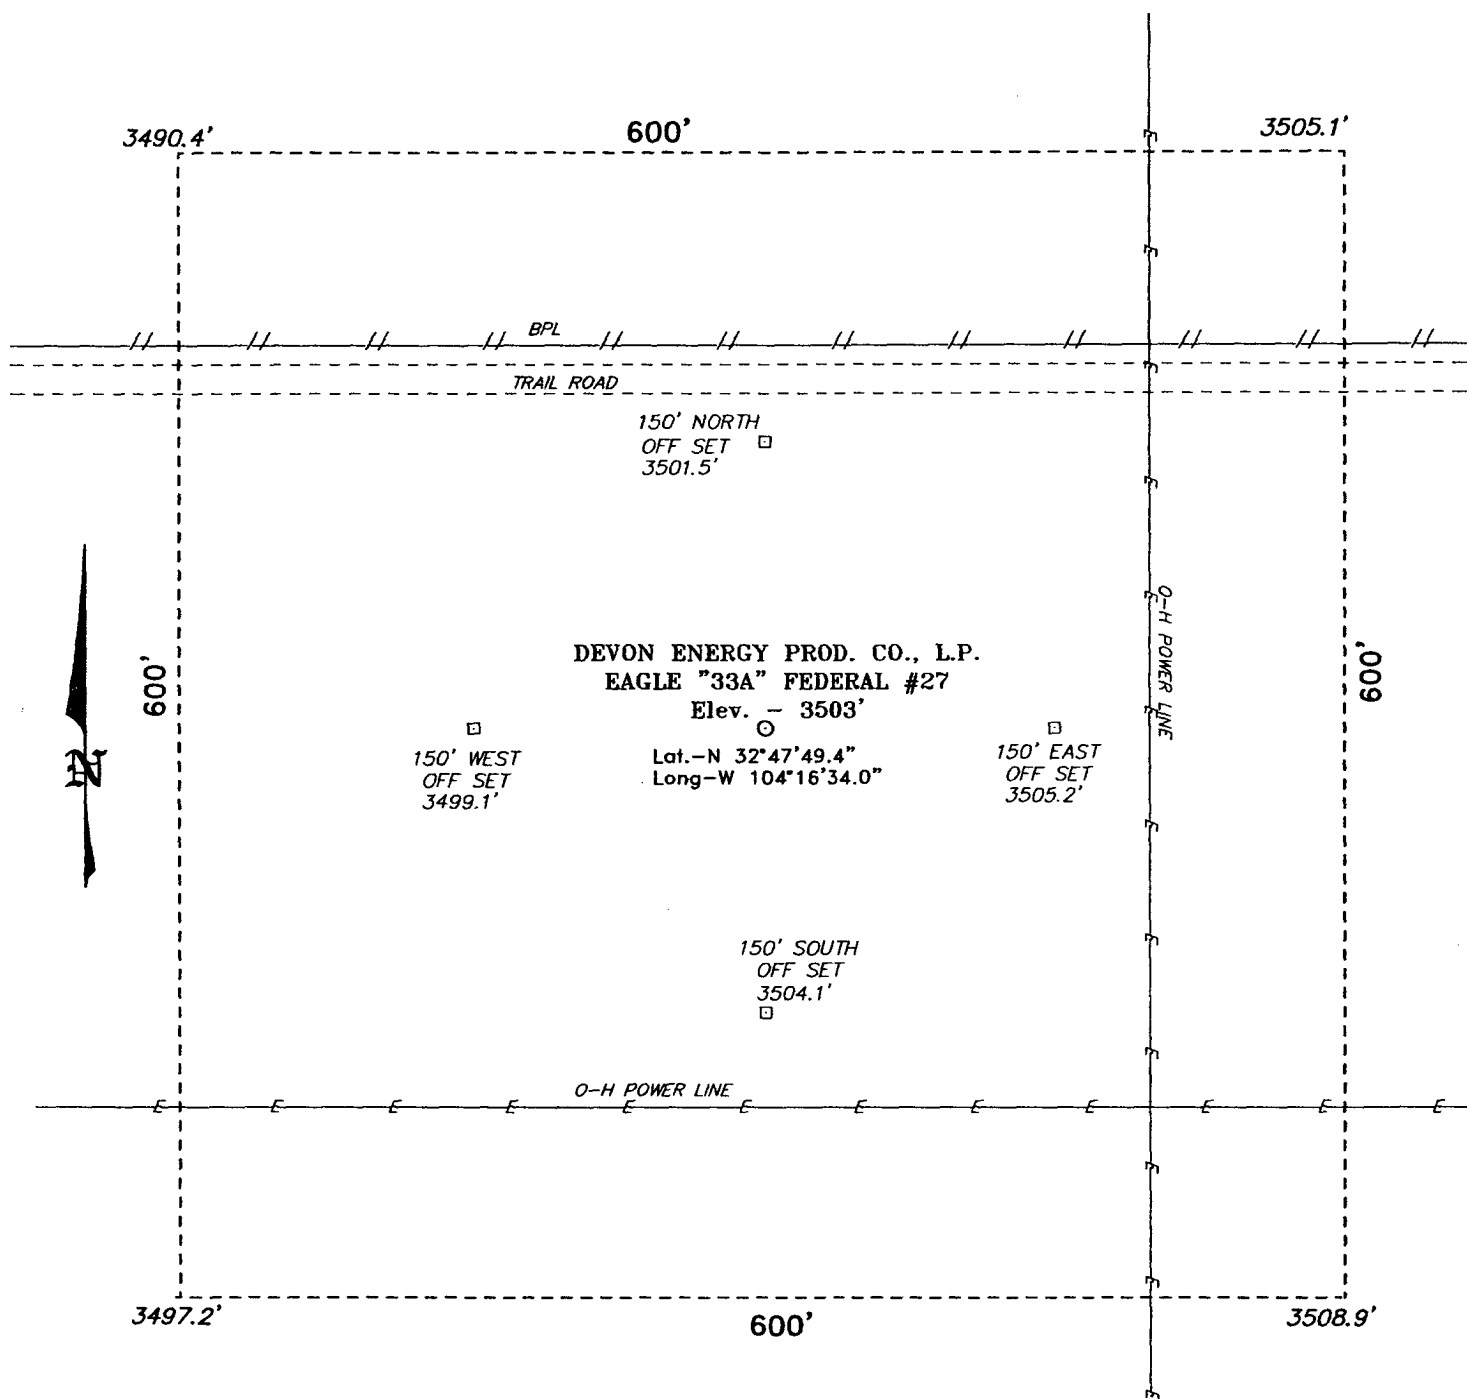 3490.4'
600'
3505.1'
BPL
TRAIL ROAD
150' NORTH
OFF SET
3501.5'
600'
DEVON ENERGY PROD. CO., L.P.
EAGLE "33A" FEDERAL #27
Elev. - 3503'
Lat.-N 32°47'49.4"
Long-W 104°16'34.0"
150' WEST
OFF SET
3499.1'
150' EAST
OFF SET
3505.2'
O-H POWER LINE
600'
N
150' SOUTH
OFF SET
3504.1'
O-H POWER LINE
E E E E E E E E E E E E
3497.2'
600'
3508.9'